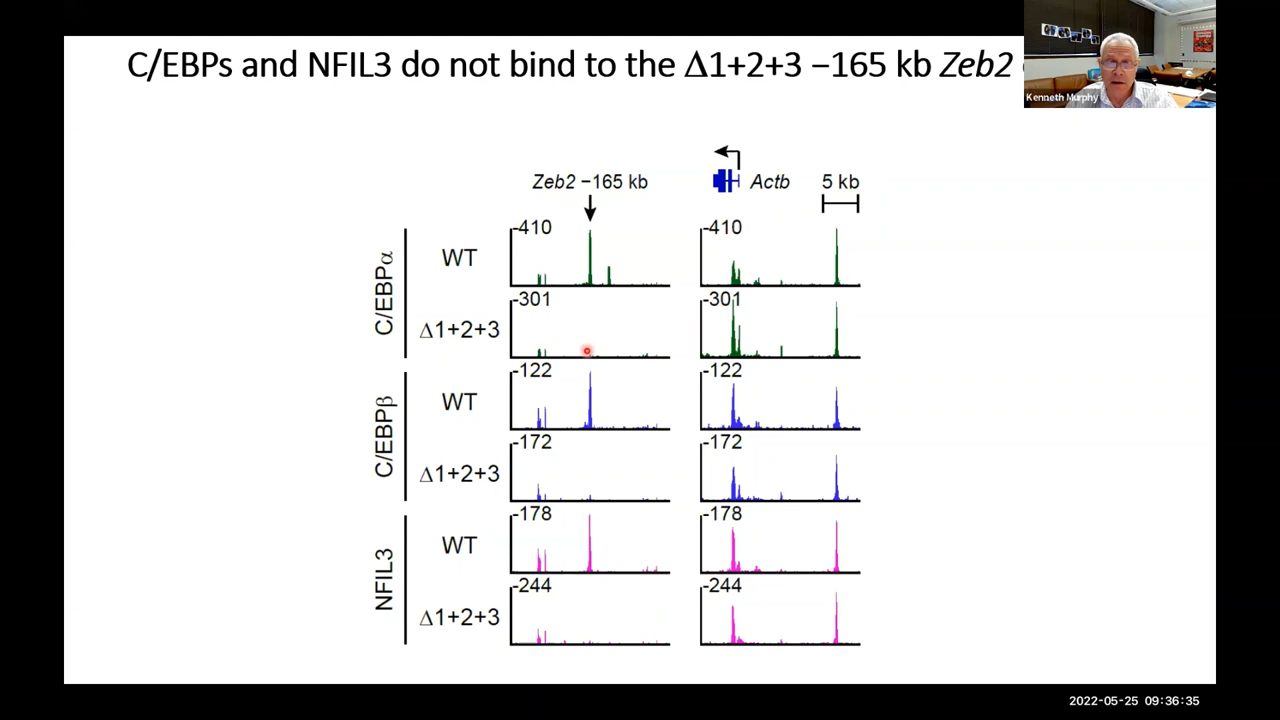 C/EBPs and NFIL3 do not bind to the Δ1+2+3 −165 kb Zeb2
Kenneth Murphy
Zeb2 −165 kb
Actb
5 kb
C/EBPα
WT
-410
-410
Δ1+2+3
-301
-301
C/EBPβ
WT
-122
-122
Δ1+2+3
-172
-172
NFIL3
WT
-178
-178
Δ1+2+3
-244
-244
2022-05-25 09:36:35